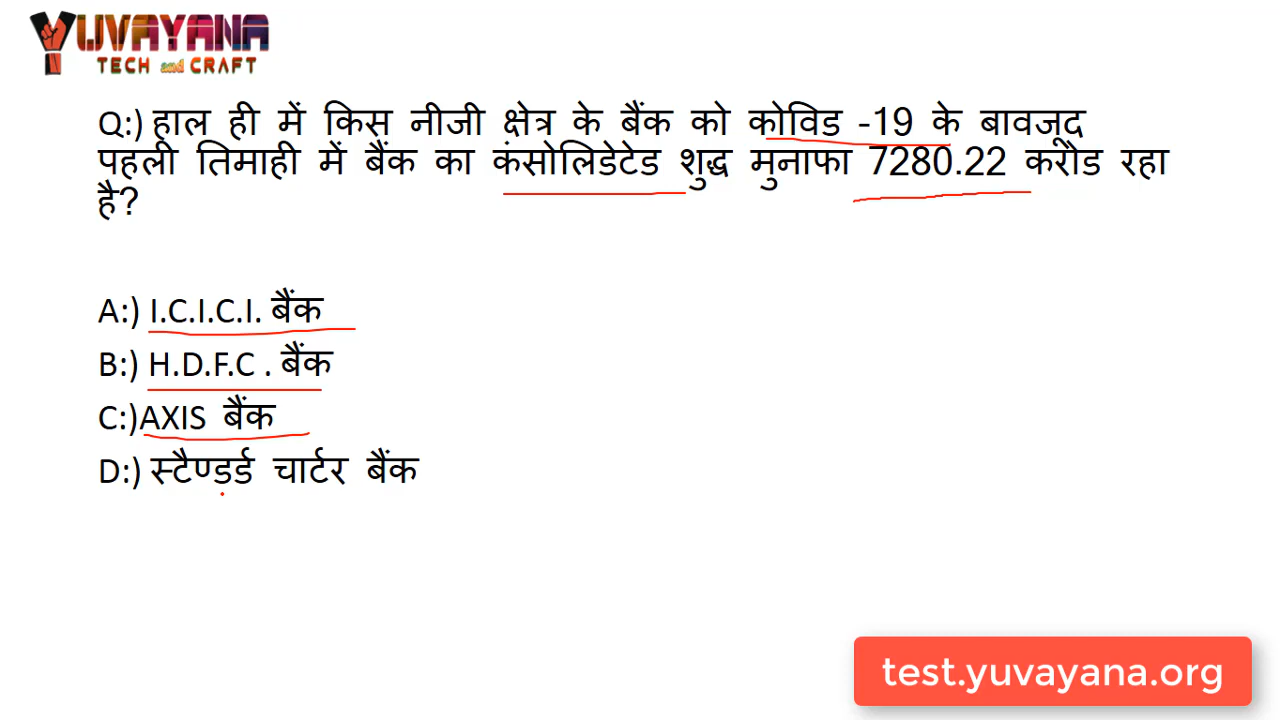 YUVAYANA
TECH and CRAFT
Q:) हाल ही में किस नीजी क्षेत्र के बैंक को कोविड -19 के बावजूद
पहली तिमाही में बैंक का कंसोलिडेटेड शुद्ध मुनाफा 7280.22 करोड रहा
है?
A:) I.C.I.C.I. बैंक
B:) H.D.F.C . बैंक
C:)AXIS बैंक
D:) स्टैण्डर्ड चार्टर बैंक
test.yuvayana.org